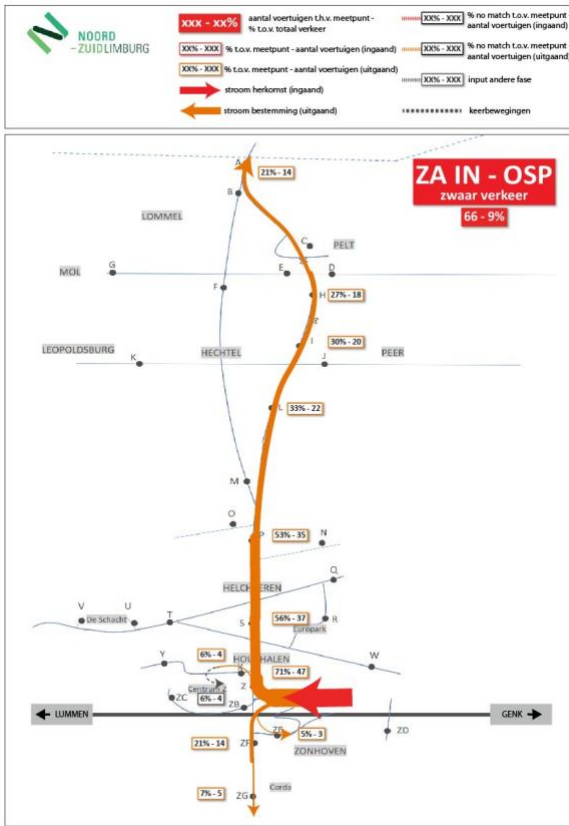 NOORD
-ZUIDLIMBURG
xxx - xx%
aantal voertuigen t.h.v. meetpunt -
% t.o.v. totaal verkeer
XX% - XXX
% t.o.v. meetpunt - aantal voertuigen (ingaand)
XX% - XXX
% t.o.v. meetpunt - aantal voertuigen (uitgaand)
stroom herkomst (ingaand)
stroom bestemming (uitgaand)
XX% - XXX
% no match t.o.v. meetpunt -
aantal voertuigen (ingaand)
XX% - XXX
% no match t.o.v. meetpunt -
aantal voertuigen (uitgaand)
XX% - XXX
input andere fase
keerbewegingen
ZA IN - OSP
zwaar verkeer
66 - 9%
A
21% - 14
B
LOMMEL
C
PELT
MOL
G
E
D
F
H
27% - 18
I
30% - 20
LEOPOLDSBURG
HECHTEL
PEER
K
J
L
33% - 22
M
O
P
53% - 35
N
HELCHTEREN
Q
V
De Schacht
U
T
S
56% - 37
R
Europark
Y
6% - 4
HOUTHALEN
71% - 47
W
Centrum Z
Z
ZC
6% - 4
ZB
LUMMEN
GENK
5% - 3
ZD
21% - 14
ZF
ZONHOVEN
7% - 5
ZG
Corda